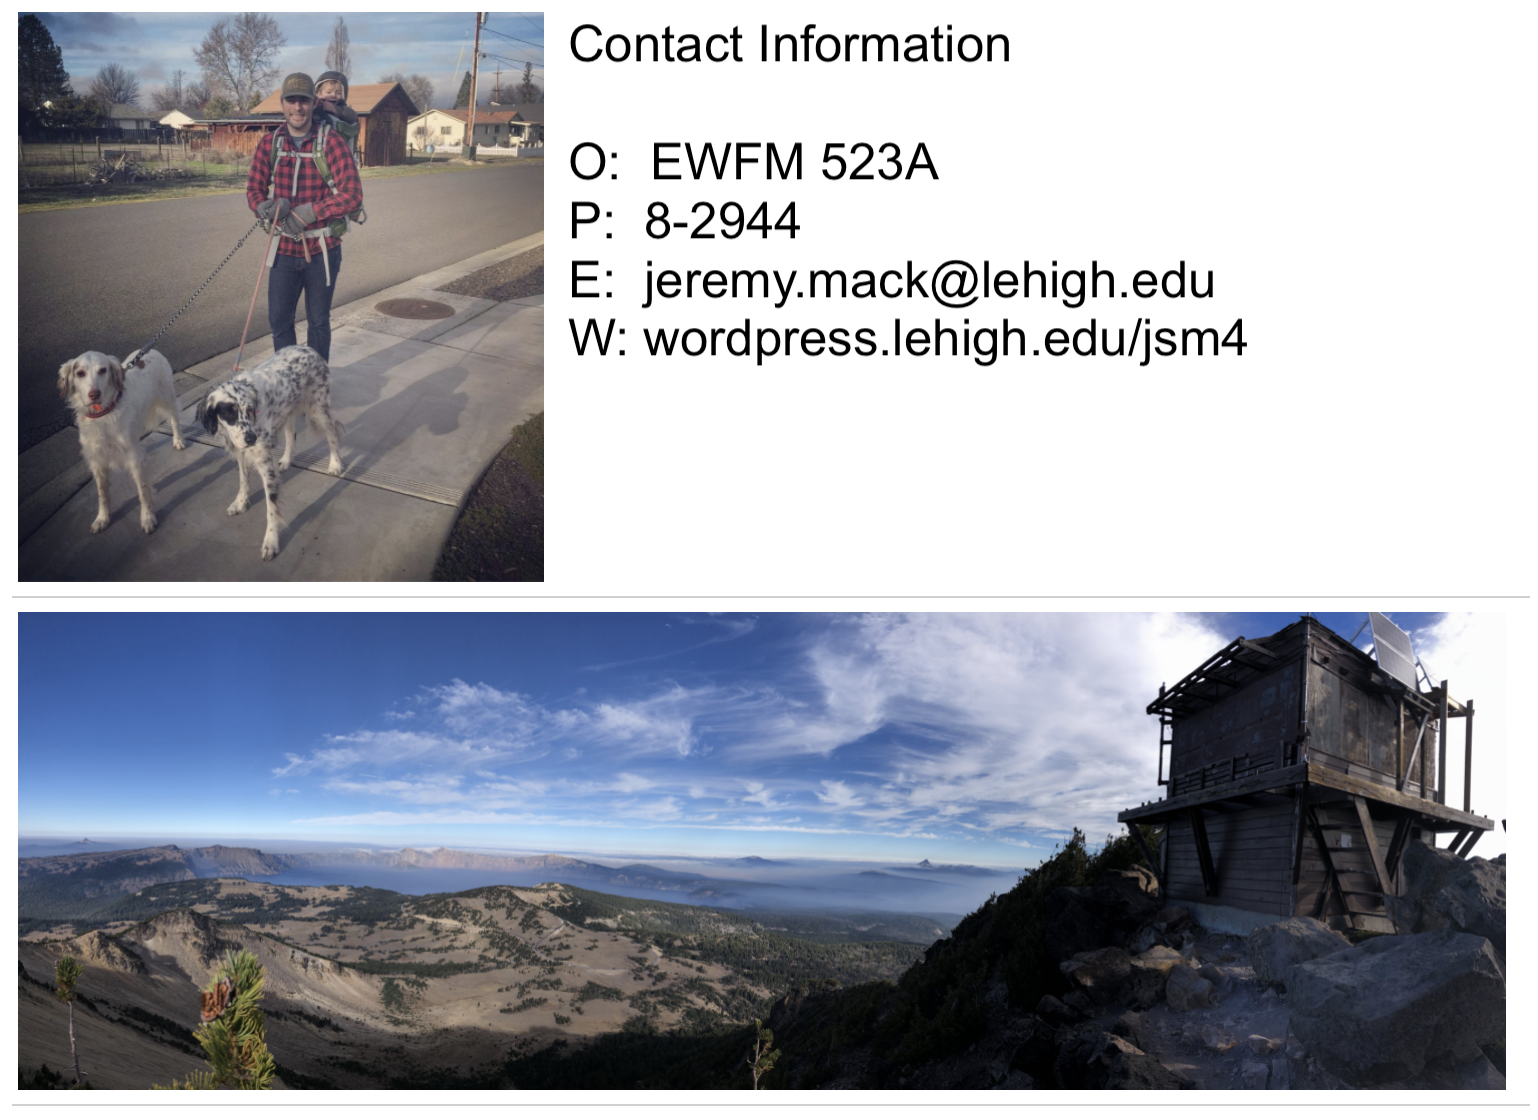 Contact Information
O: EWFM 523A
P: 8-2944
E: jeremy.mack@lehigh.edu
W: wordpress.lehigh.edu/jsm4